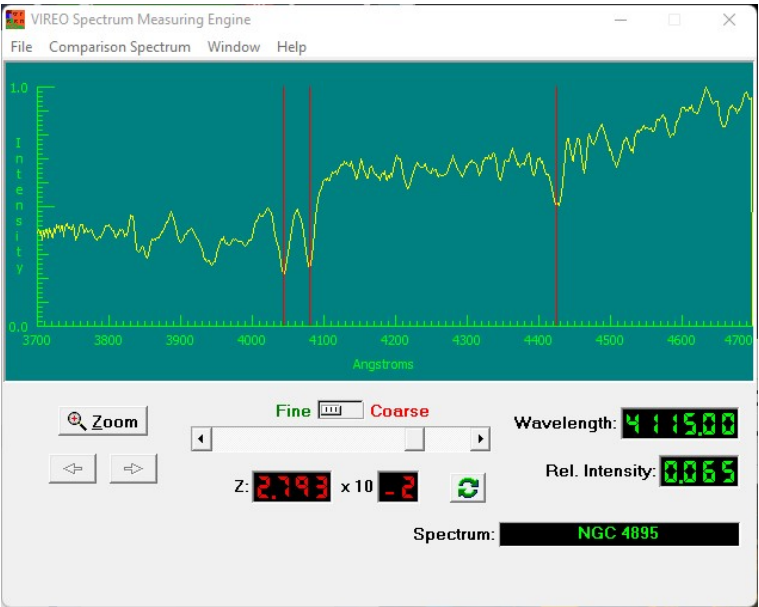 VIREO Spectrum Measuring Engine
File Comparison Spectrum Window Help
1.0
Intensity
0.0
3700 3800 3900 4000 4100 4200 4300 4400 4500 4600 4700
Angstroms
Zoom
Fine Coarse
Wavelength: 4115.00
Rel. Intensity: 0.065
Z: 2.793 x 10 -2
Spectrum: NGC 4895